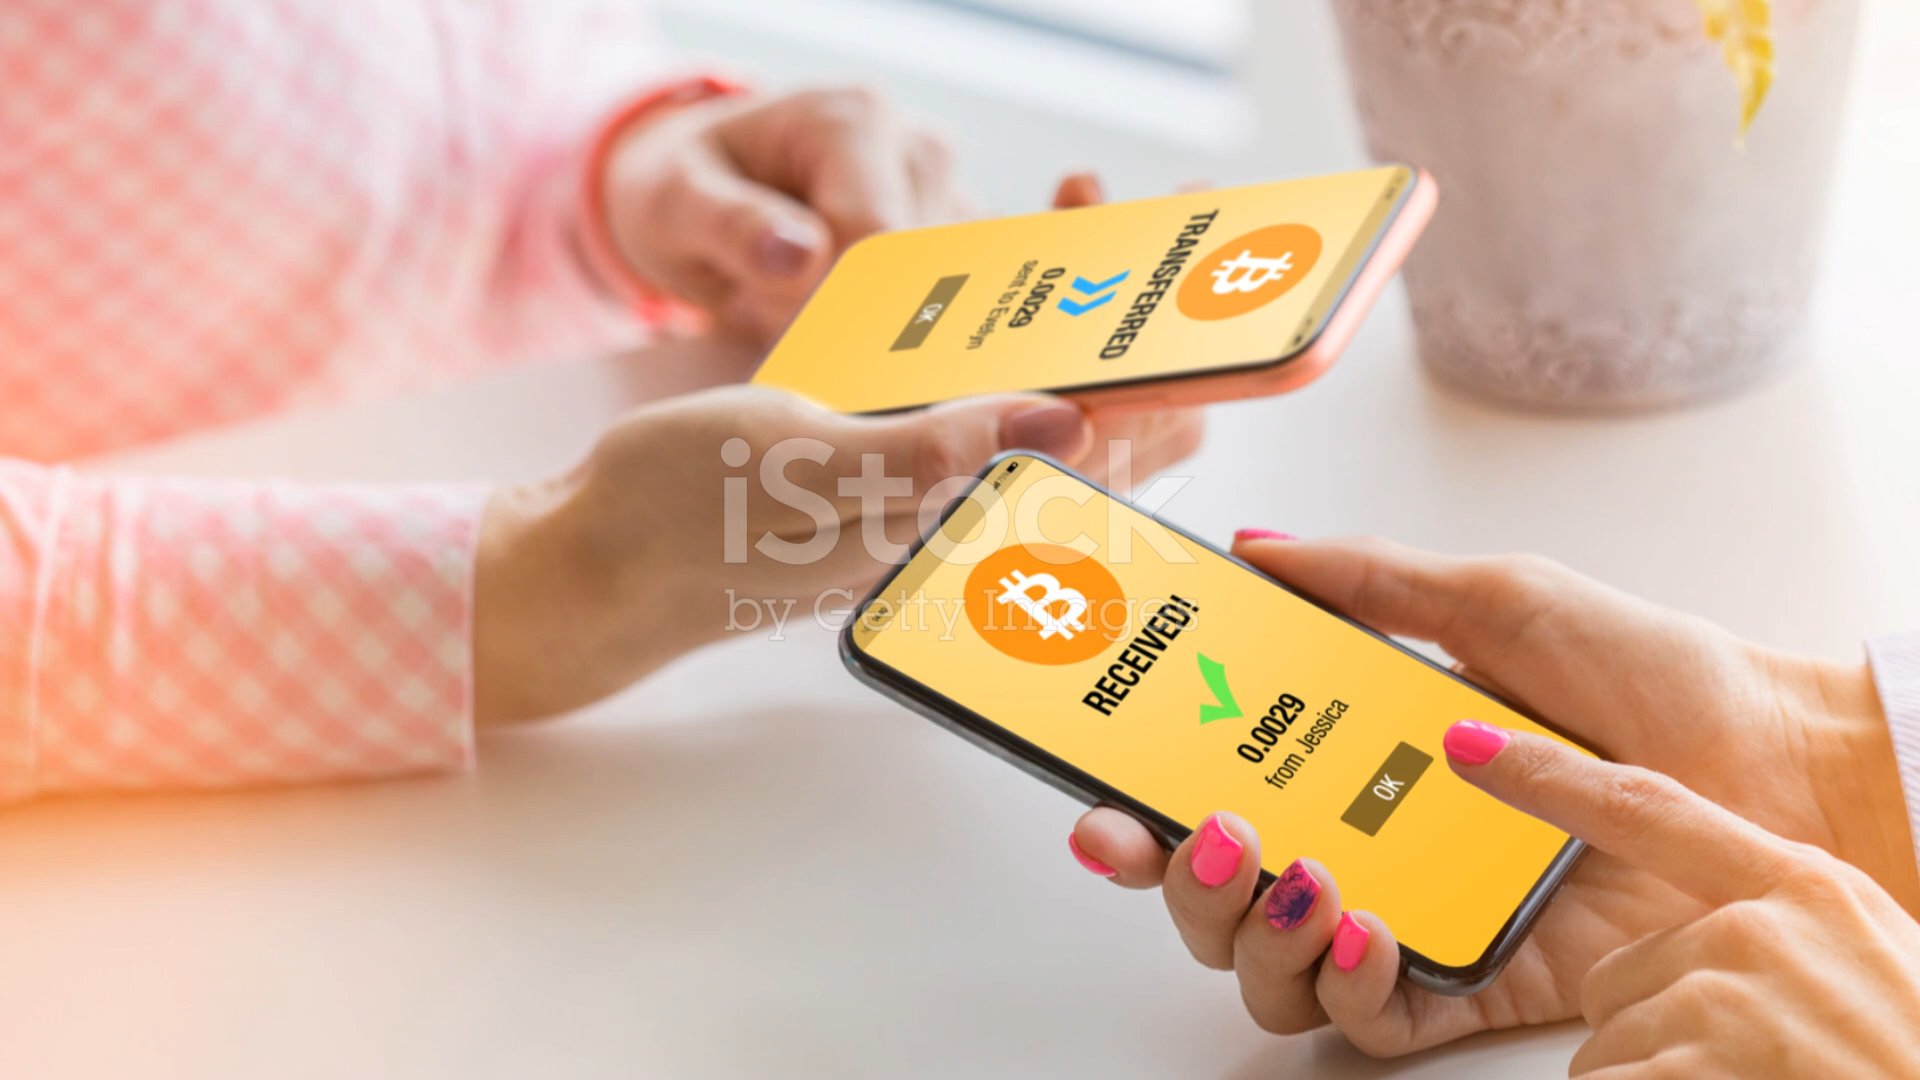 TRANSFERRED
0.0029
sent to Evelyn
OK
iStock
by Getty Images
RECEIVED!
0.0029
from Jessica
OK